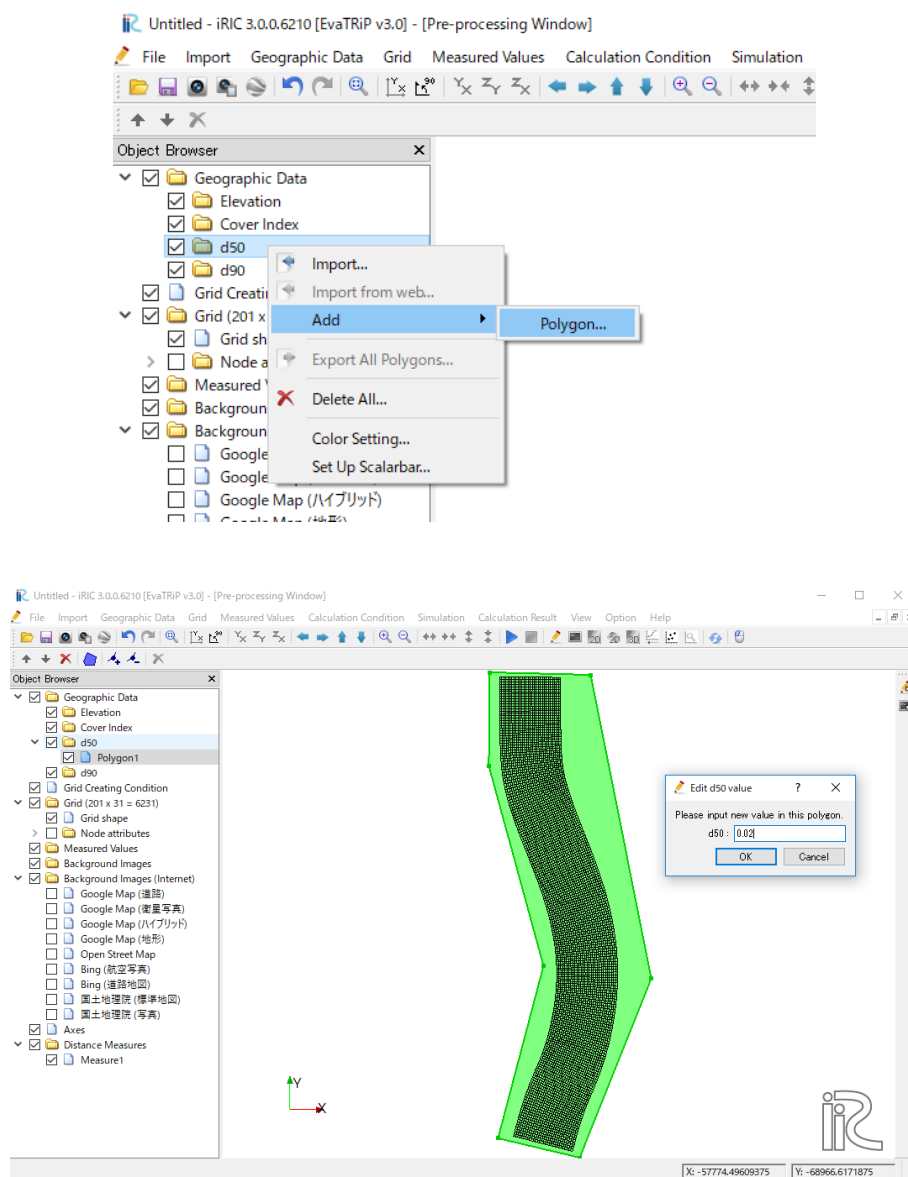 Untitled - iRIC 3.0.0.6210 [EvaTRiP v3.0] - [Pre-processing Window]
File Import Geographic Data Grid Measured Values Calculation Condition Simulation
Object Browser
Geographic Data
Elevation
Cover Index
d50
Import...
d90
Import from web...
Grid Creati
Add
Polygon...
Grid (201 x
Grid sh
Node a
Export All Polygons...
Measured
Delete All...
Backgroun
Backgroun
Color Setting...
Google
Google
Set Up Scalarbar...
Google Map (ハイブリッド)
Google Map (地形)
Untitled - iRIC 3.0.0.6210 [EvaTRiP v3.0] - [Pre-processing Window]
File Import Geographic Data Grid Measured Values Calculation Condition Simulation Calculation Result View Option Help
Object Browser
Geographic Data
Elevation
Cover Index
d50
Polygon1
d90
Grid Creating Condition
Grid (201 x 31 = 6231)
Grid shape
Node attributes
Measured Values
Background Images
Background Images (Internet)
Google Map (道路)
Google Map (衛星写真)
Google Map (ハイブリッド)
Google Map (地形)
Open Street Map
Bing (航空写真)
Bing (道路地図)
国土地理院 (標準地図)
国土地理院 (写真)
Axes
Distance Measures
Measure1
Edit d50 value
Please input new value in this polygon.
d50 : 0.02
OK Cancel
Y
X
iRIC
X: -57774.49609375 Y: -68966.6171875